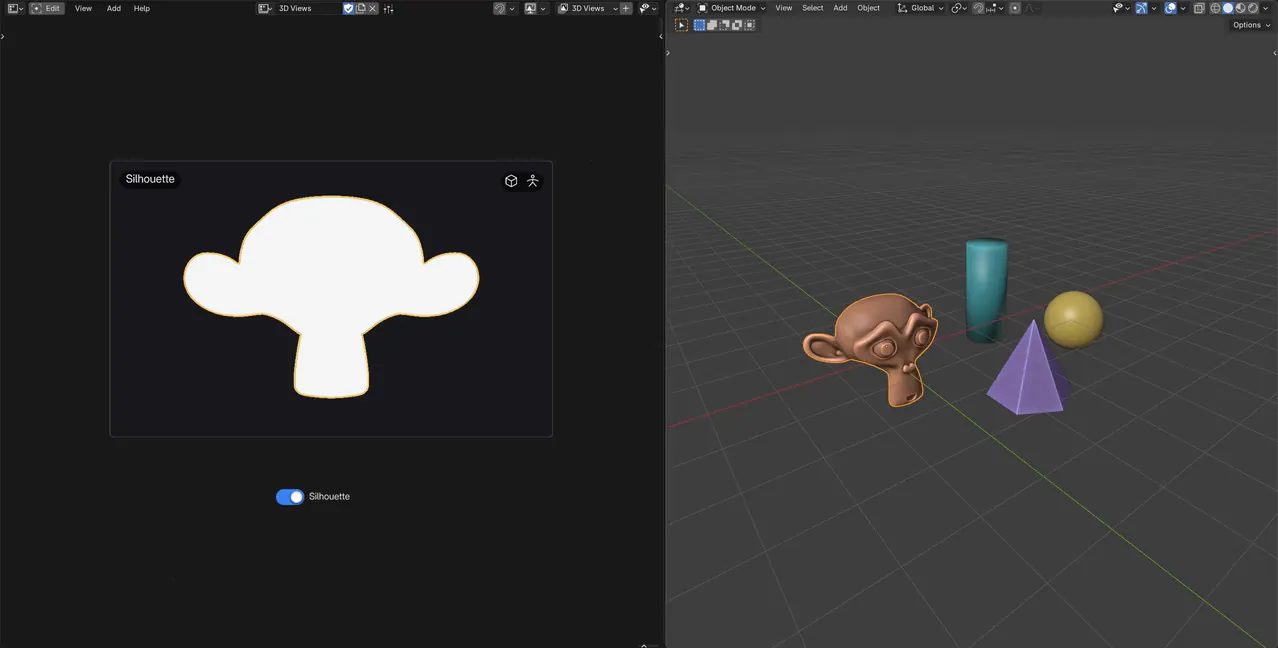 Edit View Add Help 3D Views 3D Views
Object Mode View Select Add Object Global
Options
Silhouette
Silhouette